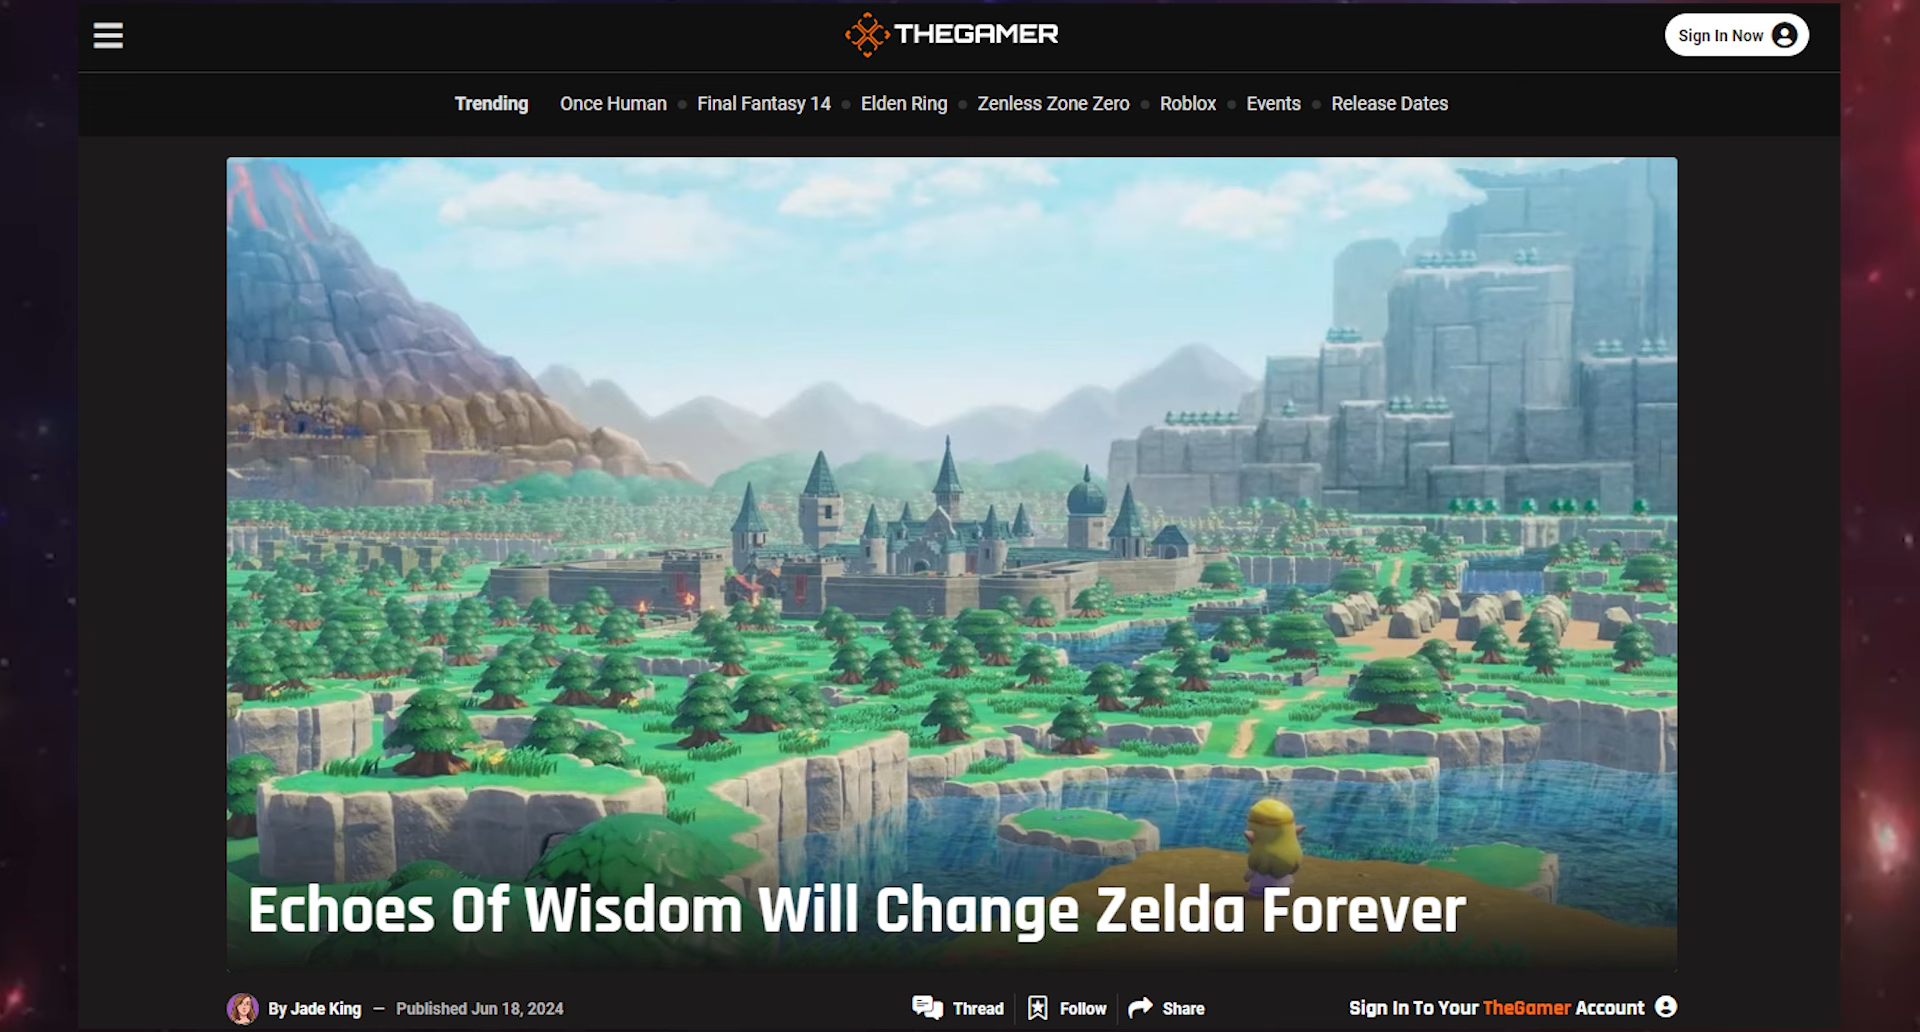 THEGAMER
Sign In Now
Trending Once Human Final Fantasy 14 Elden Ring Zenless Zone Zero Roblox Events Release Dates
Echoes Of Wisdom Will Change Zelda Forever
By Jade King — Published Jun 18, 2024 Thread Follow Share Sign In To Your TheGamer Account